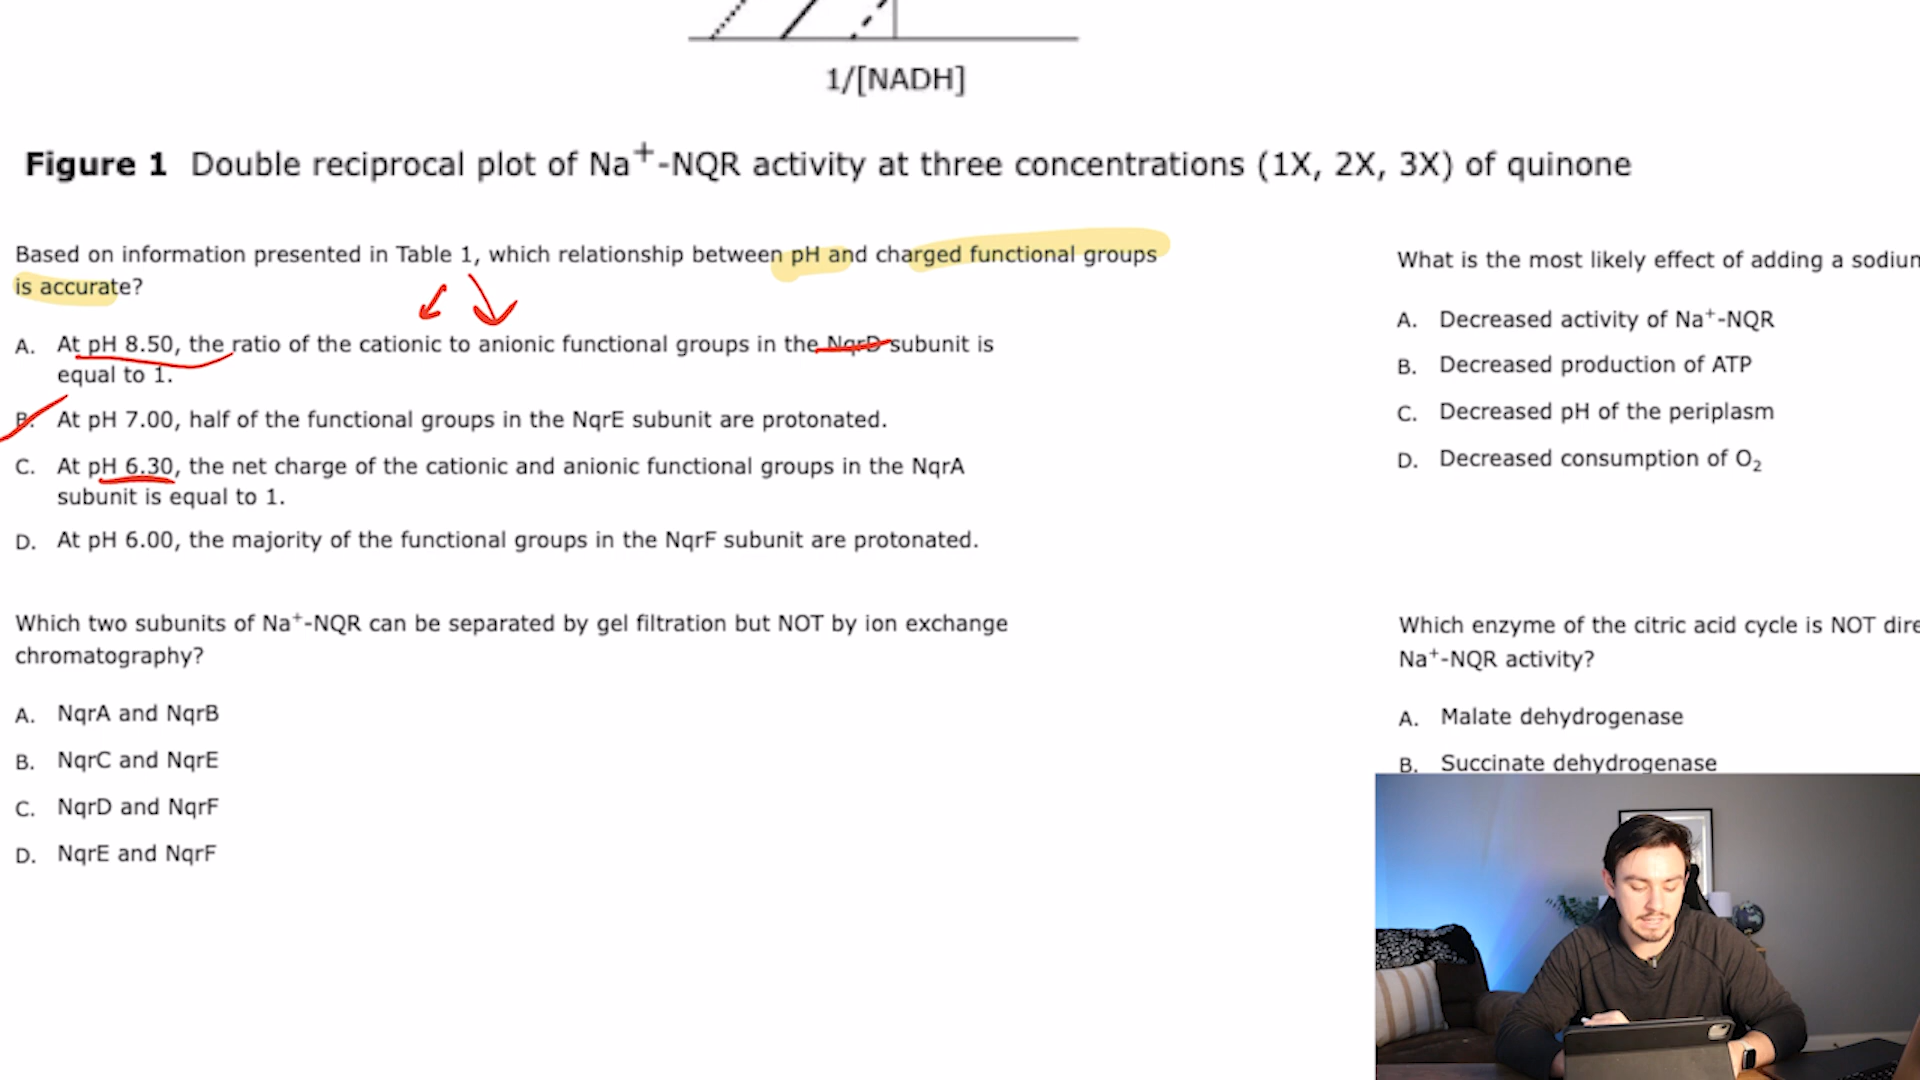 1/[NADH]
Figure 1 Double reciprocal plot of Na+-NQR activity at three concentrations (1X, 2X, 3X) of quinone
Based on information presented in Table 1, which relationship between pH and charged functional groups
is accurate?
A. At pH 8.50, the ratio of the cationic to anionic functional groups in the NqrD subunit is
equal to 1.
B. At pH 7.00, half of the functional groups in the NqrE subunit are protonated.
C. At pH 6.30, the net charge of the cationic and anionic functional groups in the NqrA
subunit is equal to 1.
D. At pH 6.00, the majority of the functional groups in the NqrF subunit are protonated.
Which two subunits of Na+-NQR can be separated by gel filtration but NOT by ion exchange
chromatography?
A. NqrA and NqrB
B. NqrC and NqrE
C. NqrD and NqrF
D. NqrE and NqrF
What is the most likely effect of adding a
A. Decreased activity of Na+-NQR
B. Decreased production of ATP
C. Decreased pH of the periplasm
D. Decreased consumption of O2
Which enzyme of the citric acid cycle is NOT
Na+-NQR activity?
A. Malate dehydrogenase
B. Succinate dehydrogenase